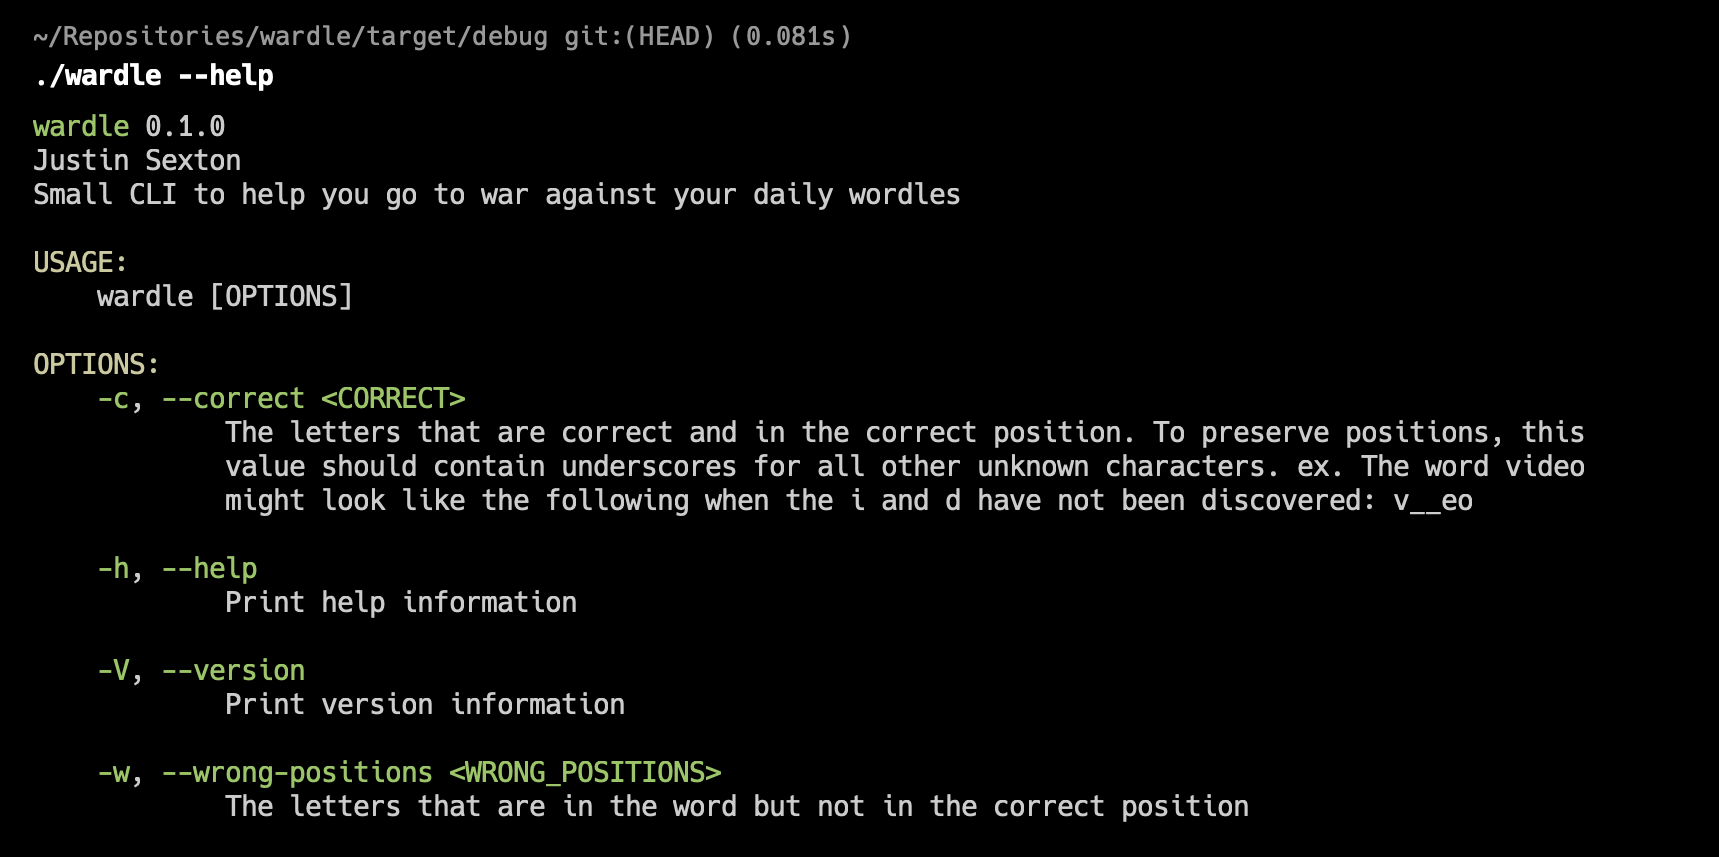 ~/Repositories/wardle/target/debug git:(HEAD) (0.081s)
./wardle --help
wardle 0.1.0
Justin Sexton
Small CLI to help you go to war against your daily wordles
USAGE:
wardle [OPTIONS]
OPTIONS:
-c, --correct <CORRECT>
The letters that are correct and in the correct position. To preserve positions, this
value should contain underscores for all other unknown characters. ex. The word video
might look like the following when the i and d have not been discovered: v__eo
-h, --help
Print help information
-V, --version
Print version information
-w, --wrong-positions <WRONG_POSITIONS>
The letters that are in the word but not in the correct position